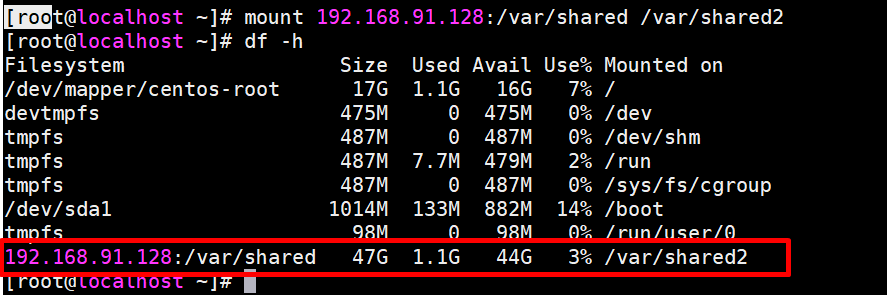 [root@localhost ~]# mount 192.168.91.128:/var/shared /var/shared2
[root@localhost ~]# df -h
Filesystem               Size  Used Avail Use% Mounted on
/dev/mapper/centos-root   17G  1.1G   16G   7% /
devtmpfs                 475M     0  475M   0% /dev
tmpfs                    487M     0  487M   0% /dev/shm
tmpfs                    487M  7.7M  479M   2% /run
tmpfs                    487M     0  487M   0% /sys/fs/cgroup
/dev/sda1               1014M  133M  882M  14% /boot
tmpfs                     98M     0   98M   0% /run/user/0
192.168.91.128:/var/shared   47G  1.1G   44G   3% /var/shared2
[root@localhost ~]#